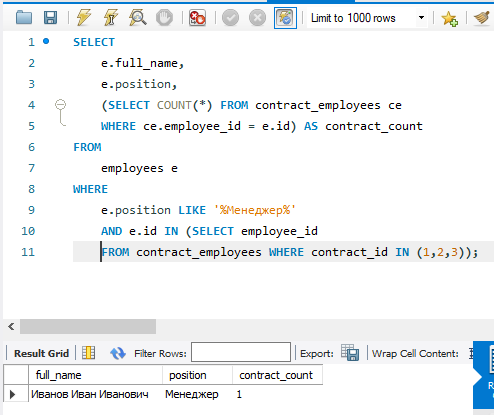 Limit to 1000 rows
1 SELECT
2 e.full_name,
3 e.position,
4 (SELECT COUNT(*) FROM contract_employees ce
5 WHERE ce.employee_id = e.id) AS contract_count
6 FROM
7 employees e
8 WHERE
9 e.position LIKE '%Менеджер%'
10 AND e.id IN (SELECT employee_id
11 FROM contract_employees WHERE contract_id IN (1,2,3));
Result Grid Filter Rows: Export: Wrap Cell Content:
full_name position contract_count
Иванов Иван Иванович Менеджер 1